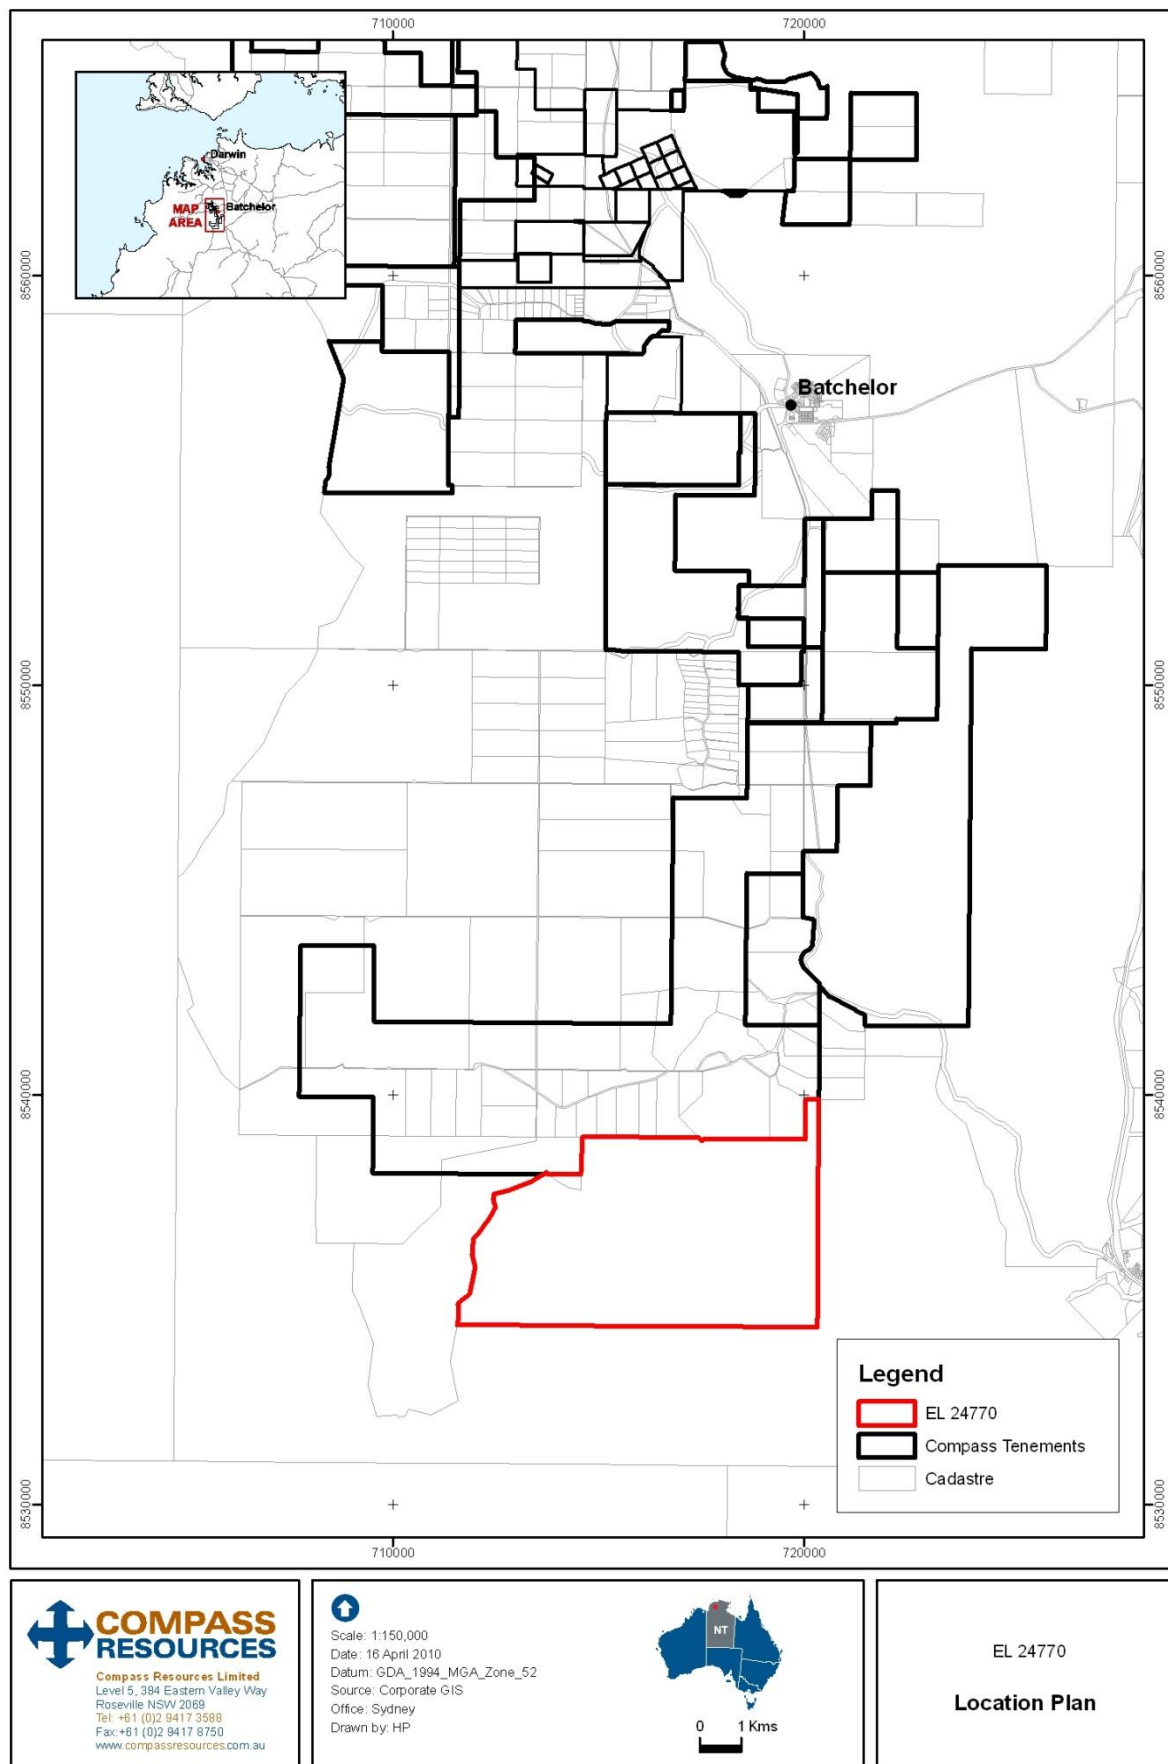 710000
720000
Darwin
Batchelor
MAP
AREA
8560000
8560000
Batchelor
8550000
8550000
8540000
8540000
Legend
EL 24770
Compass Tenements
Cadastre
8530000
8530000
710000
720000
COMPASS
RESOURCES
Compass Resources Limited
Level 5, 384 Eastern Valley Way
Roseville NSW 2069
Tel: +61 (0)2 9417 3588
Fax:+61 (0)2 9417 8750
www.compassresources.com.au
Scale: 1:150,000
Date: 16 April 2010
Datum: GDA_1994_MGA_Zone_52
Source: Corporate GIS
Office: Sydney
Drawn by: HP
NT
0 1 Kms
EL 24770
Location Plan